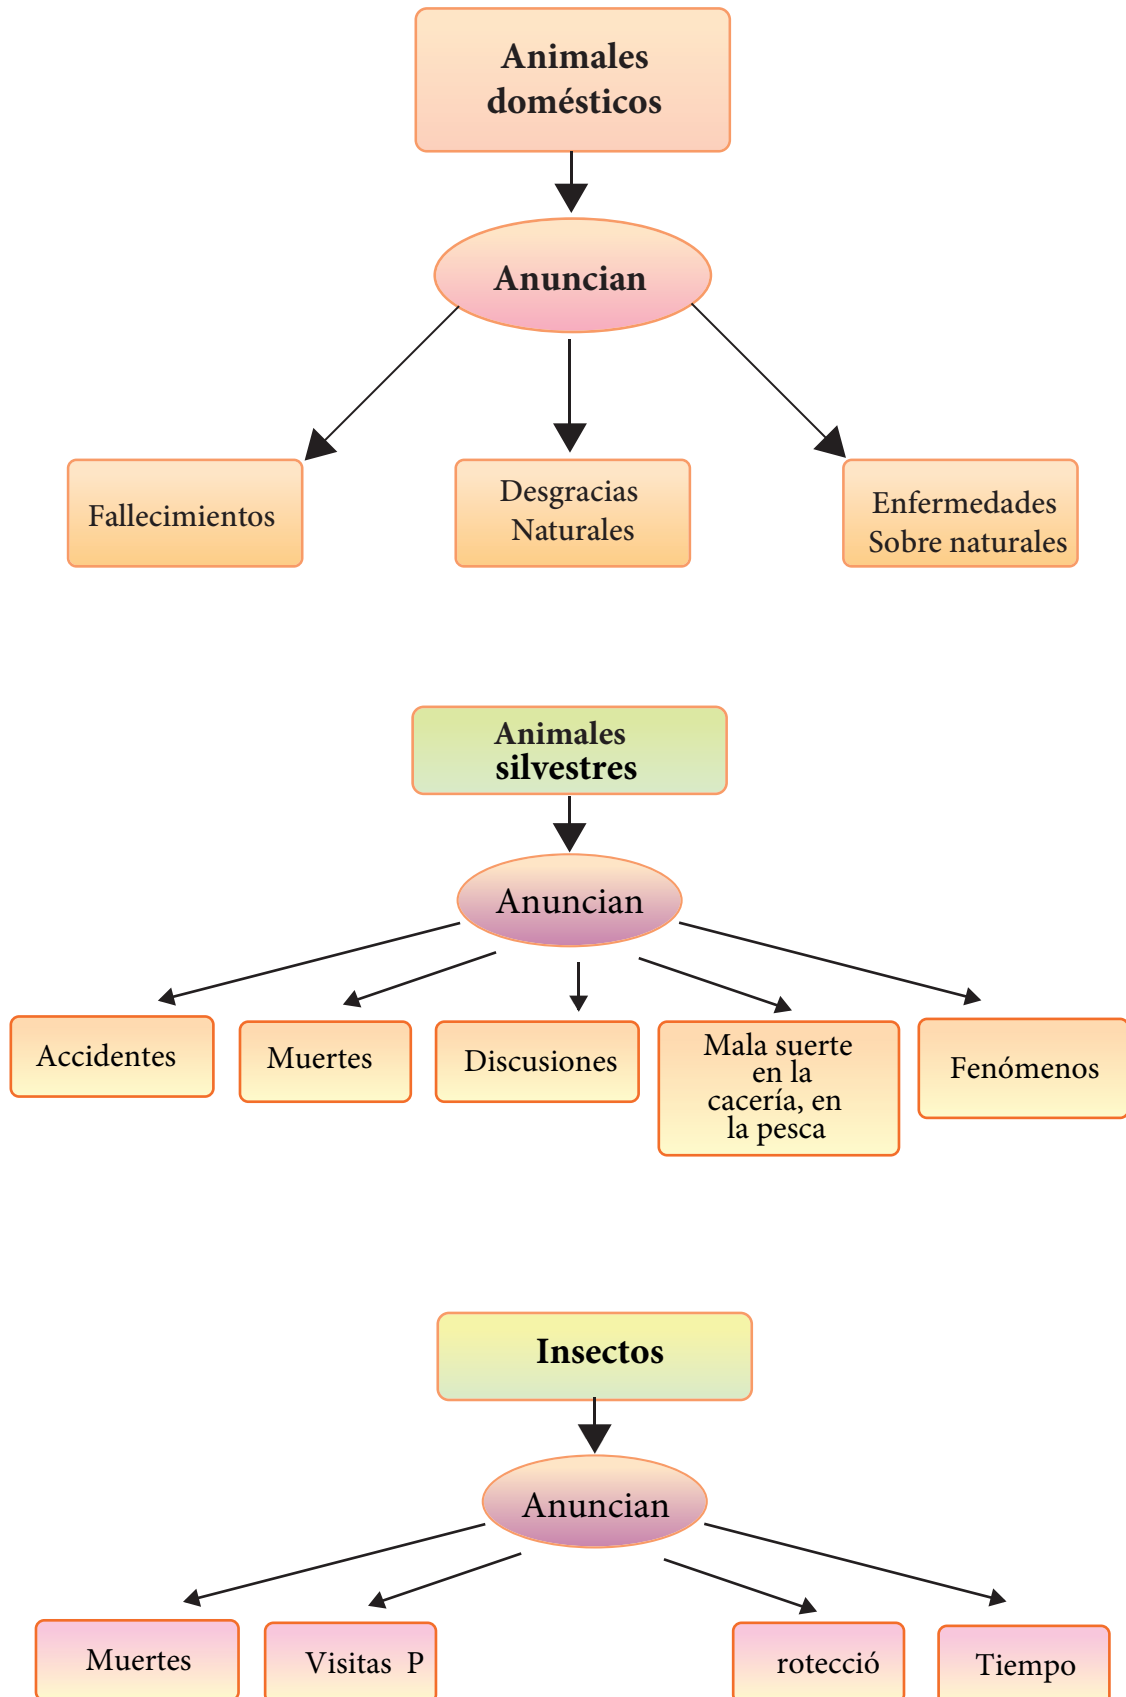 Animales
domésticos
Anuncian
Fallecimientos
Desgracias
Naturales
Enfermedades
Sobre naturales
Animales
silvestres
Anuncian
Accidentes
Muertes
Discusiones
Mala suerte
en la
cacería, en
la pesca
Fenómenos
Insectos
Anuncian
Muertes
Visitas P
rotecció
Tiempo